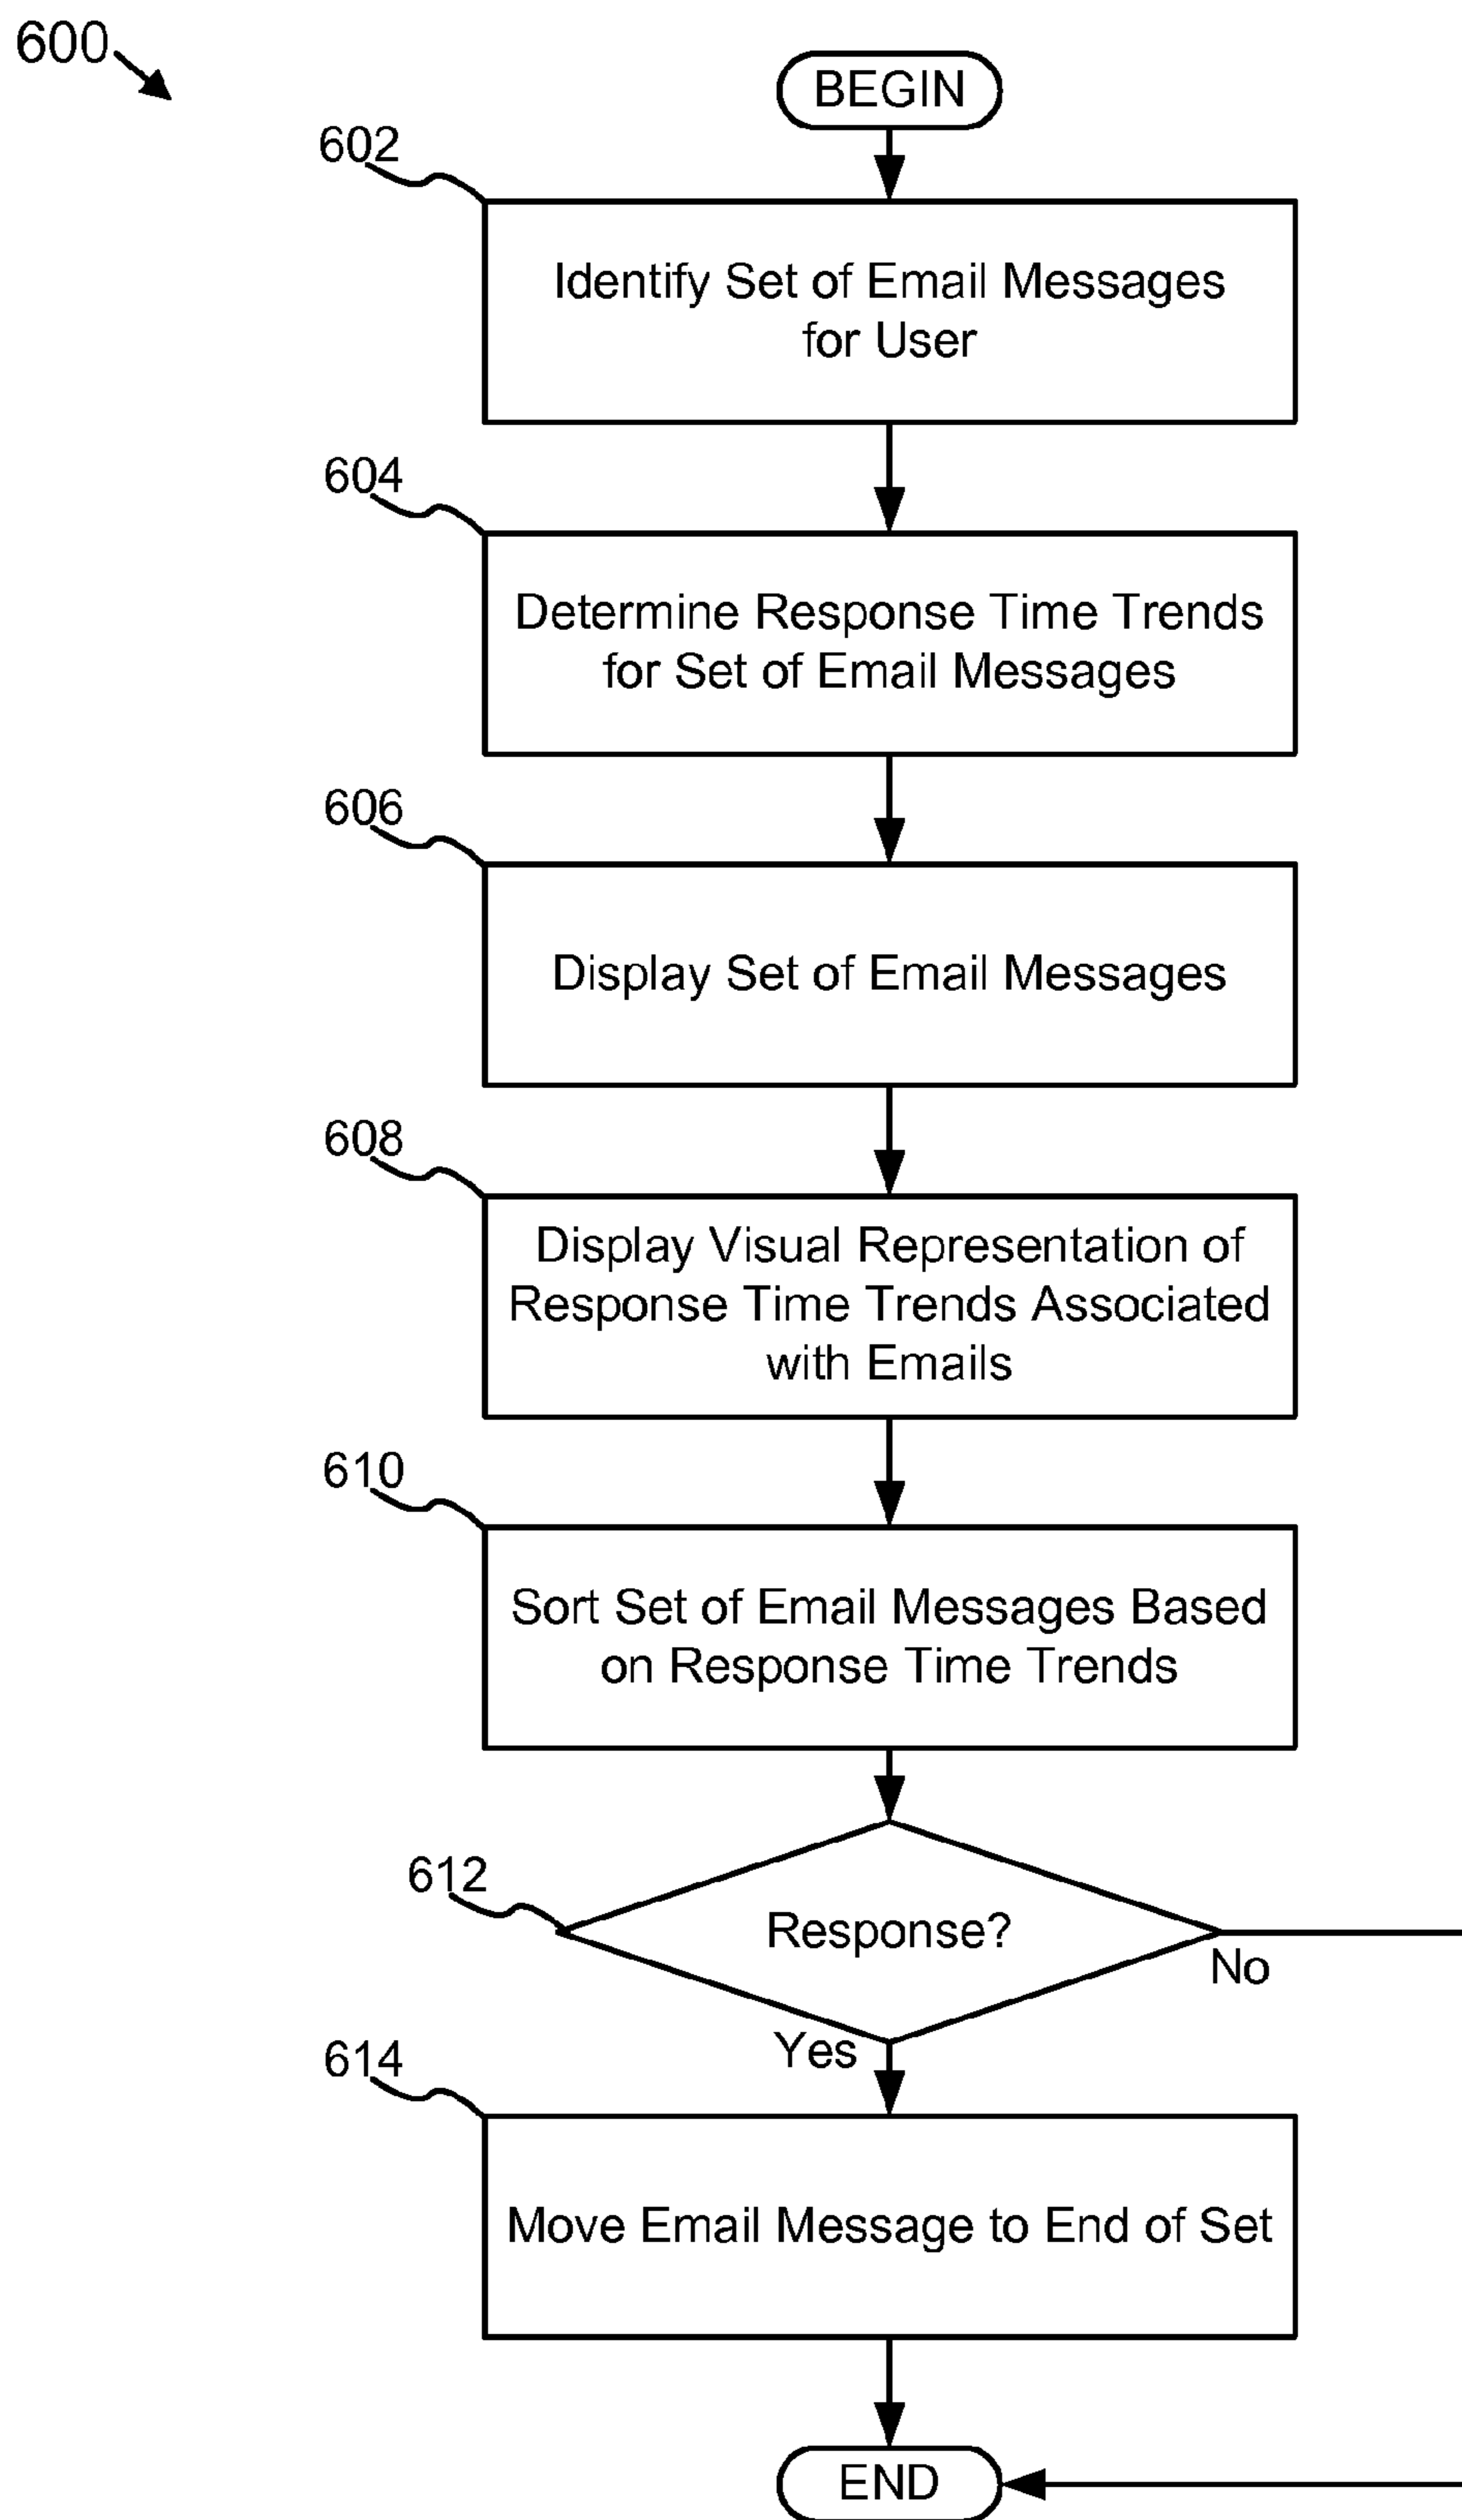 600
BEGIN
602
Identify Set of Email Messages
for User
604
Determine Response Time Trends
for Set of Email Messages
606
Display Set of Email Messages
608
Display Visual Representation of
Response Time Trends Associated
with Emails
610
Sort Set of Email Messages Based
on Response Time Trends
612
Response?
No
Yes
614
Move Email Message to End of Set
END